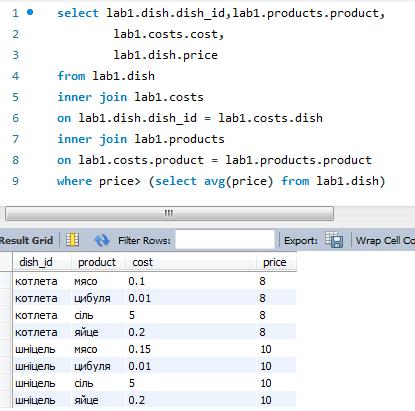 1 select lab1.dish.dish_id,lab1.products.product,
2 lab1.costs.cost,
3 lab1.dish.price
4 from lab1.dish
5 inner join lab1.costs
6 on lab1.dish.dish_id = lab1.costs.dish
7 inner join lab1.products
8 on lab1.costs.product = lab1.products.product
9 where price> (select avg(price) from lab1.dish)
Result Grid Filter Rows: Export: Wrap Cell Co
dish_id product cost price
котлета мясо 0.1 8
котлета цибуля 0.01 8
котлета сіль 5 8
котлета яйце 0.2 8
шніцель мясо 0.15 10
шніцель цибуля 0.01 10
шніцель сіль 5 10
шніцель яйце 0.2 10